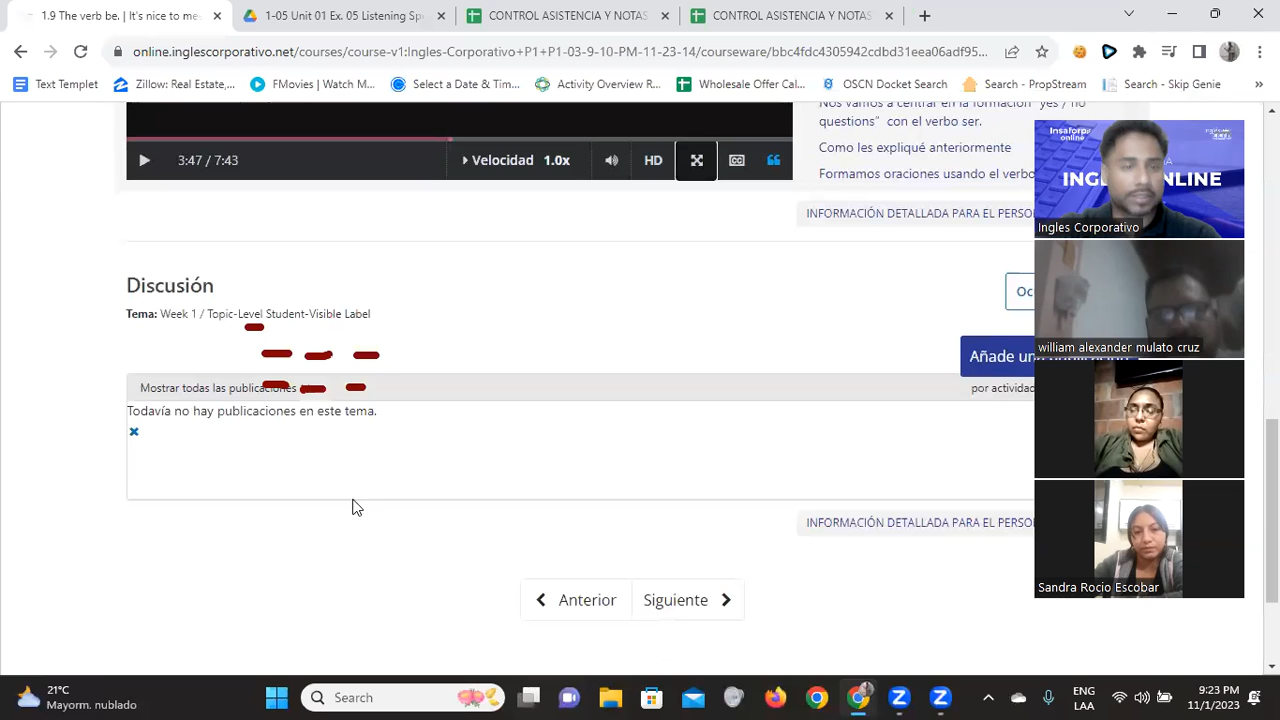 1.9 The verb be. | It's nice to me
1-05 Unit 01 Ex. 05 Listening Spe
CONTROL ASISTENCIA Y NOTAS
CONTROL ASISTENCIA Y NOTAS
online.inglescorporativo.net/courses/course-v1:Ingles-Corporativo+P1+P1-03-9-10-PM-11-23-14/courseware/bbc4fdc4305942cdbd31eea06adf95...
Text Templet
Zillow: Real Estate,...
FMovies | Watch M...
Select a Date & Tim...
Activity Overview R...
Wholesale Offer Cal...
OSCN Docket Search
Search - PropStream
Search - Skip Genie
»
Nos vamos a centrar en la formación "yes / no
questions" con el verbo ser.
Como les expliqué anteriormente
Formamos oraciones usando el verbo
3:47 / 7:43
Velocidad 1.0x
HD
INFORMACIÓN DETALLADA PARA EL PERSO
Insaforp
online
INGL NLINE
Ingles Corporativo
Discusión
Tema: Week 1 / Topic-Level Student-Visible Label
Oc
william alexander mulato cruz
Añade un
Mostrar todas las publicaciones
por actividad
Todavía no hay publicaciones en este tema.
INFORMACIÓN DETALLADA PARA EL PERSO
Sandra Rocio Escobar
Anterior
Siguiente
21°C
Mayorm. nublado
Search
ENG
LAA
9:23 PM
11/1/2023